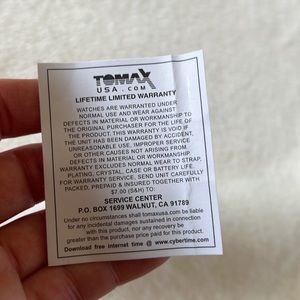 TOMAX
USA.COM
LIFETIME LIMITED WARRANTY
WATCHES ARE WARRANTED UNDER
NORMAL USE AND WEAR AGAINST
DEFECTS IN MATERIAL OR WORKMANSHIP TO
THE ORIGINAL PURCHASER FOR THE LIFE OF
THE PRODUCT. THIS WARRANTY IS VOID IF
THE UNIT HAS BEEN DAMAGED BY ACCIDENT,
UNREASONABLE USE, IMPROPER SERVICE
OR OTHER CAUSES NOT ARISING FROM
DEFECTS IN MATERIAL OR WORKMANSHIP.
WARRANTY EXCLUDES NORMAL WEAR TO STRAP,
PLATING, CRYSTAL, CASE OR BATTERY LIFE.
FOR WARRANTY SERVICE, SEND UNIT CAREFULLY
PACKED, PREPAID & INSURED TOGETHER WITH
$7.00 (S&H) TO:
SERVICE CENTER
P.O. BOX 1699 WALNUT, CA 91789
Under no circumstances shall tomaxusa.com be liable
for any incidental damages sustained in connection
with this product, nor any recovery be
greater than the purchase price paid for this product.
Download free internet time @ www.cybertime.com